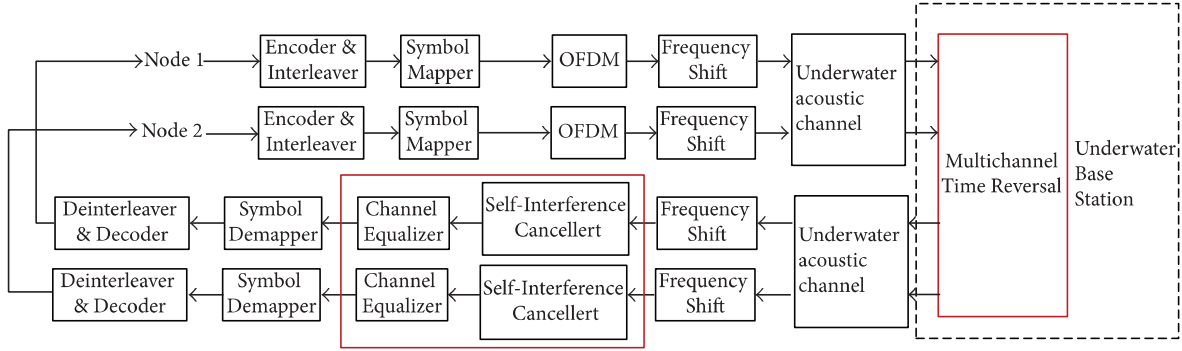 Node 1
Encoder &
Interleaver
Symbol
Mapper
OFDM
Frequency
Shift
Underwater
acoustic
channel
Node 2
Encoder &
Interleaver
Symbol
Mapper
OFDM
Frequency
Shift
Multichannel
Time Reversal
Underwater
Base
Station
Deinterleaver
& Decoder
Symbol
Demapper
Channel
Equalizer
Self-Interference
Cancellert
Frequency
Shift
Underwater
acoustic
channel
Deinterleaver
& Decoder
Symbol
Demapper
Channel
Equalizer
Self-Interference
Cancellert
Frequency
Shift